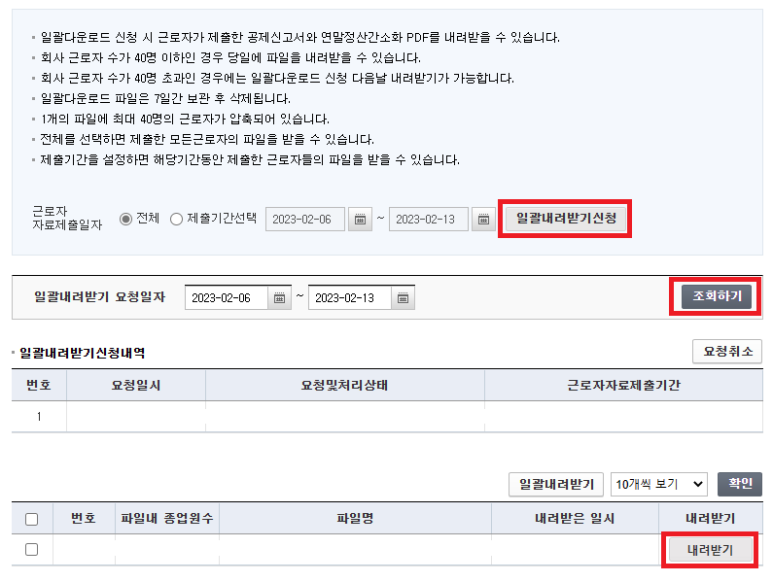 • 일괄다운로드 신청 시 근로자가 제출한 공제신고서와 연말정산간소화 PDF를 내려받을 수 있습니다.
• 회사 근로자 수가 40명 이하인 경우 당일에 파일을 내려받을 수 있습니다.
• 회사 근로자 수가 40명 초과인 경우에는 일괄다운로드 신청 다음날 내려받기가 가능합니다.
• 일괄다운로드 파일은 7일간 보관 후 삭제됩니다.
• 1개의 파일에 최대 40명의 근로자가 압축되어 있습니다.
• 전체를 선택하면 제출한 모든근로자의 파일을 받을 수 있습니다.
• 제출기간을 설정하면 해당기간동안 제출한 근로자들의 파일을 받을 수 있습니다.
근로자
자료제출일자 전체 제출기간선택 2023-02-06 ~ 2023-02-13 일괄내려받기신청
일괄내려받기 요청일자 2023-02-06 ~ 2023-02-13 조회하기
• 일괄내려받기신청내역 요청취소
번호 요청일시 요청및처리상태 근로자자료제출기간
1
일괄내려받기 10개씩 보기 확인
번호 파일내 종업원수 파일명 내려받은 일시 내려받기
내려받기